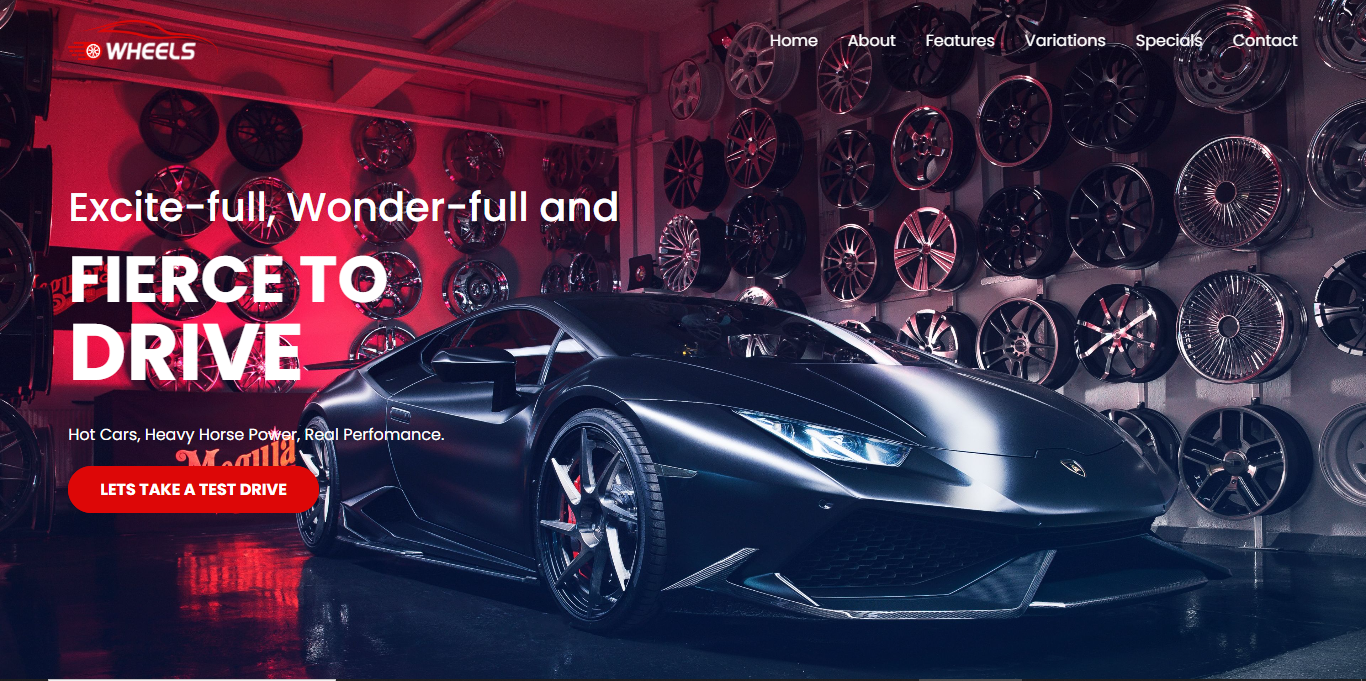 WHEELS
Home About Features Variations Specials Contact
Excite-full, Wonder-full and
FIERCE TO
DRIVE
Hot Cars, Heavy Horse Power, Real Perfomance.
LETS TAKE A TEST DRIVE